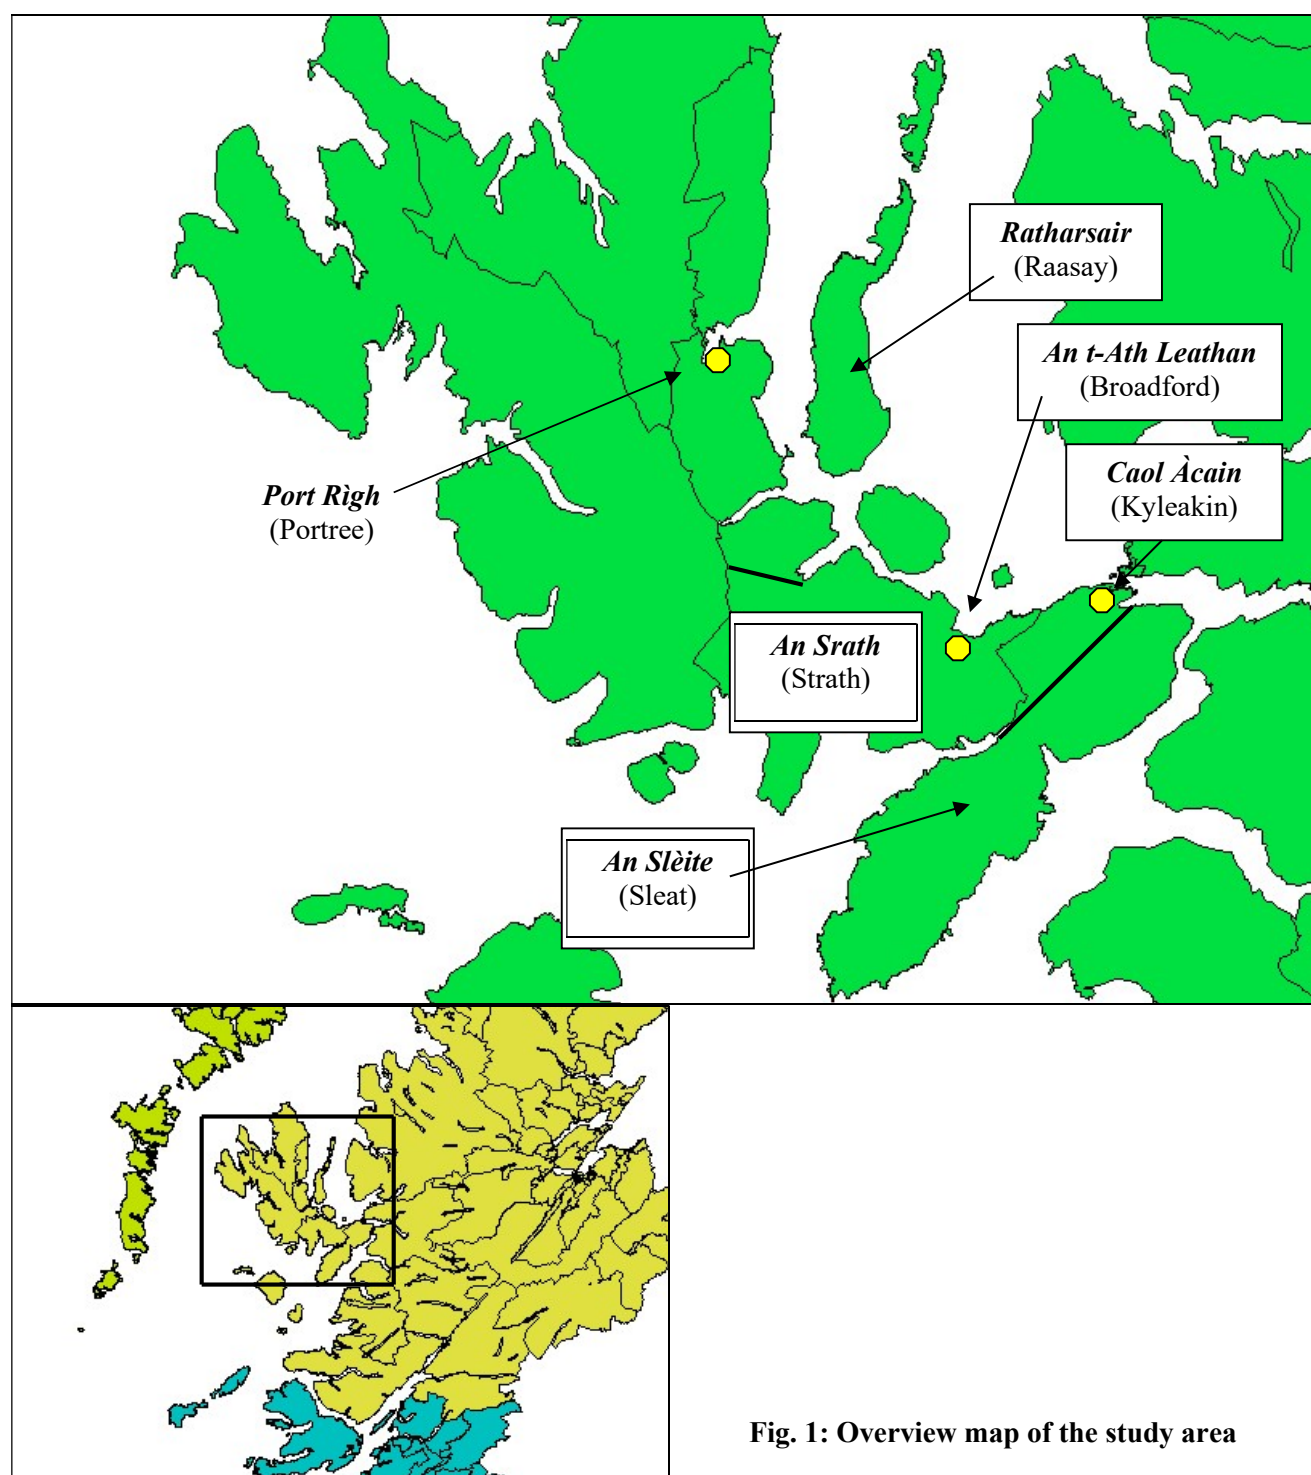 Ratharsair
(Raasay)
An t-Ath Leathan
(Broadford)
Caol Àcain
(Kyleakin)
Port Rìgh
(Portree)
An Srath
(Strath)
An Slèite
(Sleat)
Fig. 1: Overview map of the study area